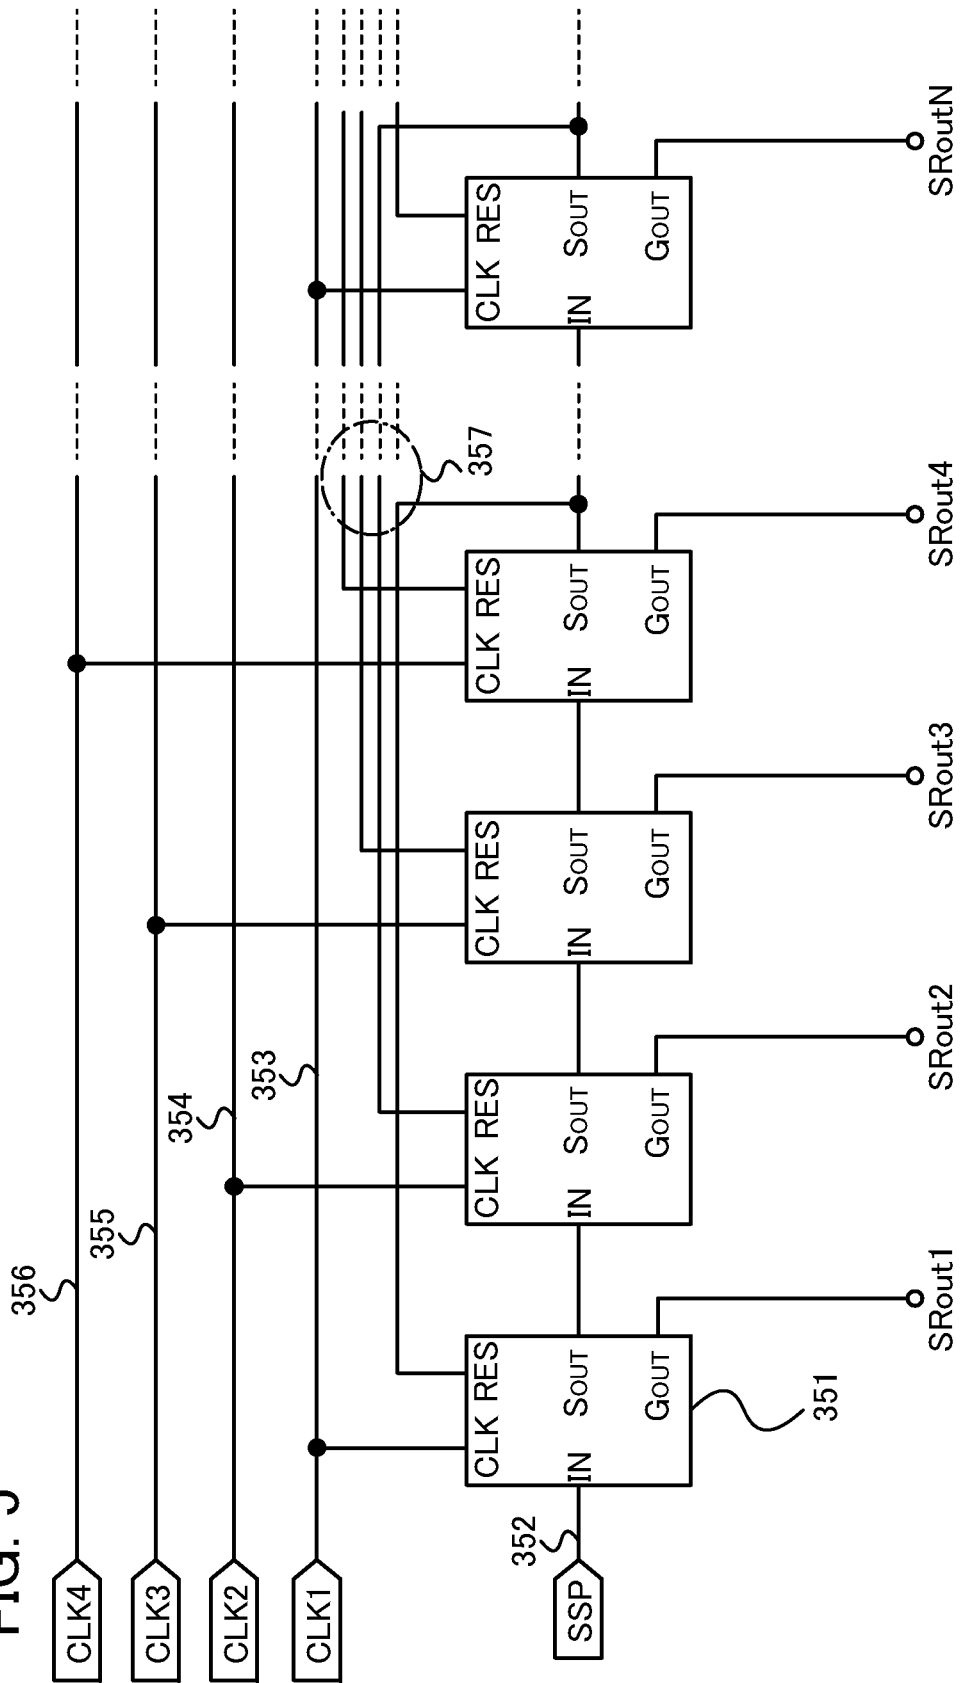 FIG. 5
CLK4
CLK3
CLK2
CLK1
SSP
356
355
354
353
352
357
351
CLK RES
IN SOUT
GOUT
SRout1
CLK RES
IN SOUT
GOUT
SRout2
CLK RES
IN SOUT
GOUT
SRout3
CLK RES
IN SOUT
GOUT
SRout4
CLK RES
IN SOUT
GOUT
SRoutN